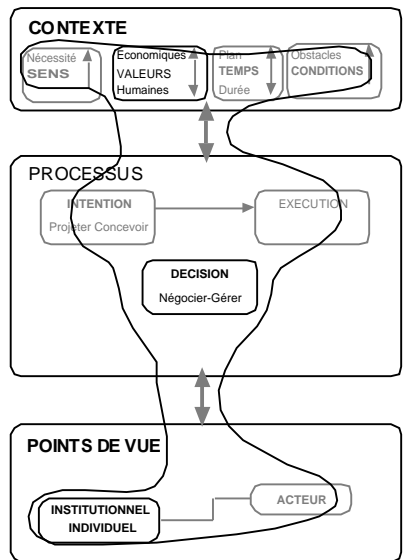 CONTEXTE
Nécessité
SENS
Économiques
VALEURS
Humaines
Plan
TEMPS
Durée
Obstacles
CONDITIONS
PROCESSUS
INTENTION
Projeter Concevoir
EXECUTION
DECISION
Négocier-Gérer
POINTS DE VUE
INSTITUTIONNEL
INDIVIDUEL
ACTEUR